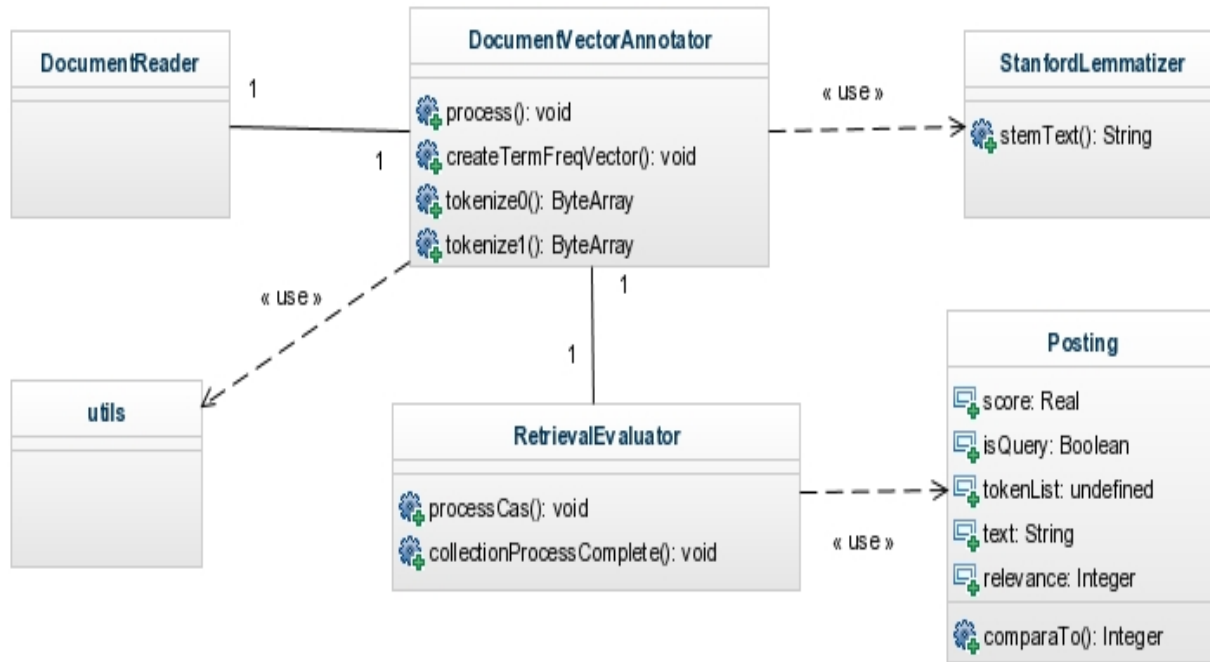 DocumentReader
1
1
DocumentVectorAnnotator
process(): void
createTermFreqVector(): void
tokenize0(): ByteArray
tokenize1(): ByteArray
« use »
StanfordLemmatizer
stemText(): String
« use »
1
1
utils
RetrievalEvaluator
processCas(): void
collectionProcessComplete(): void
« use »
Posting
score: Real
isQuery: Boolean
tokenList: undefined
text: String
relevance: Integer
comparaTo(): Integer